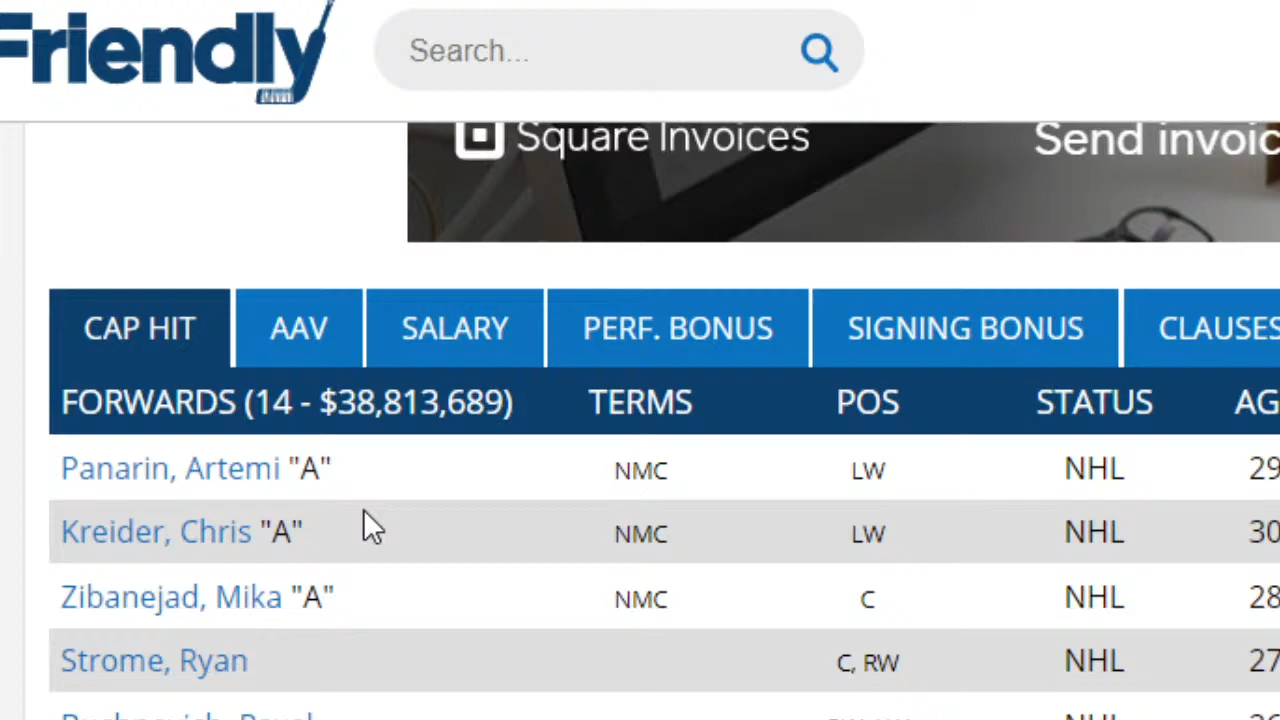 Friendly
Search...
Square Invoices Send invoic
CAP HIT AAV SALARY PERF. BONUS SIGNING BONUS CLAUSES
FORWARDS (14 - $38,813,689) TERMS POS STATUS AG
Panarin, Artemi "A" NMC LW NHL 29
Kreider, Chris "A" NMC LW NHL 30
Zibanejad, Mika "A" NMC C NHL 28
Strome, Ryan C, RW NHL 27